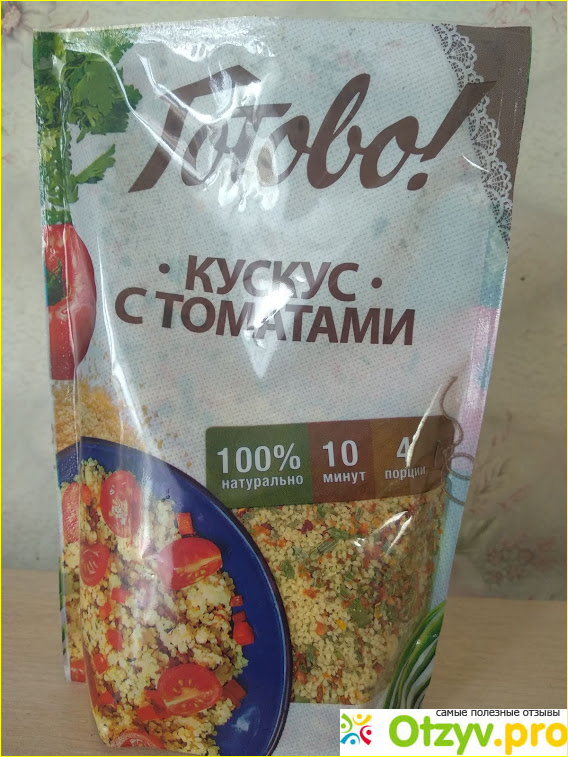 Готово!
· КУСКУС ·
С ТОМАТАМИ
100% натурально
10 минут
4 порции
самые полезные отзывы
Otzyv.pro